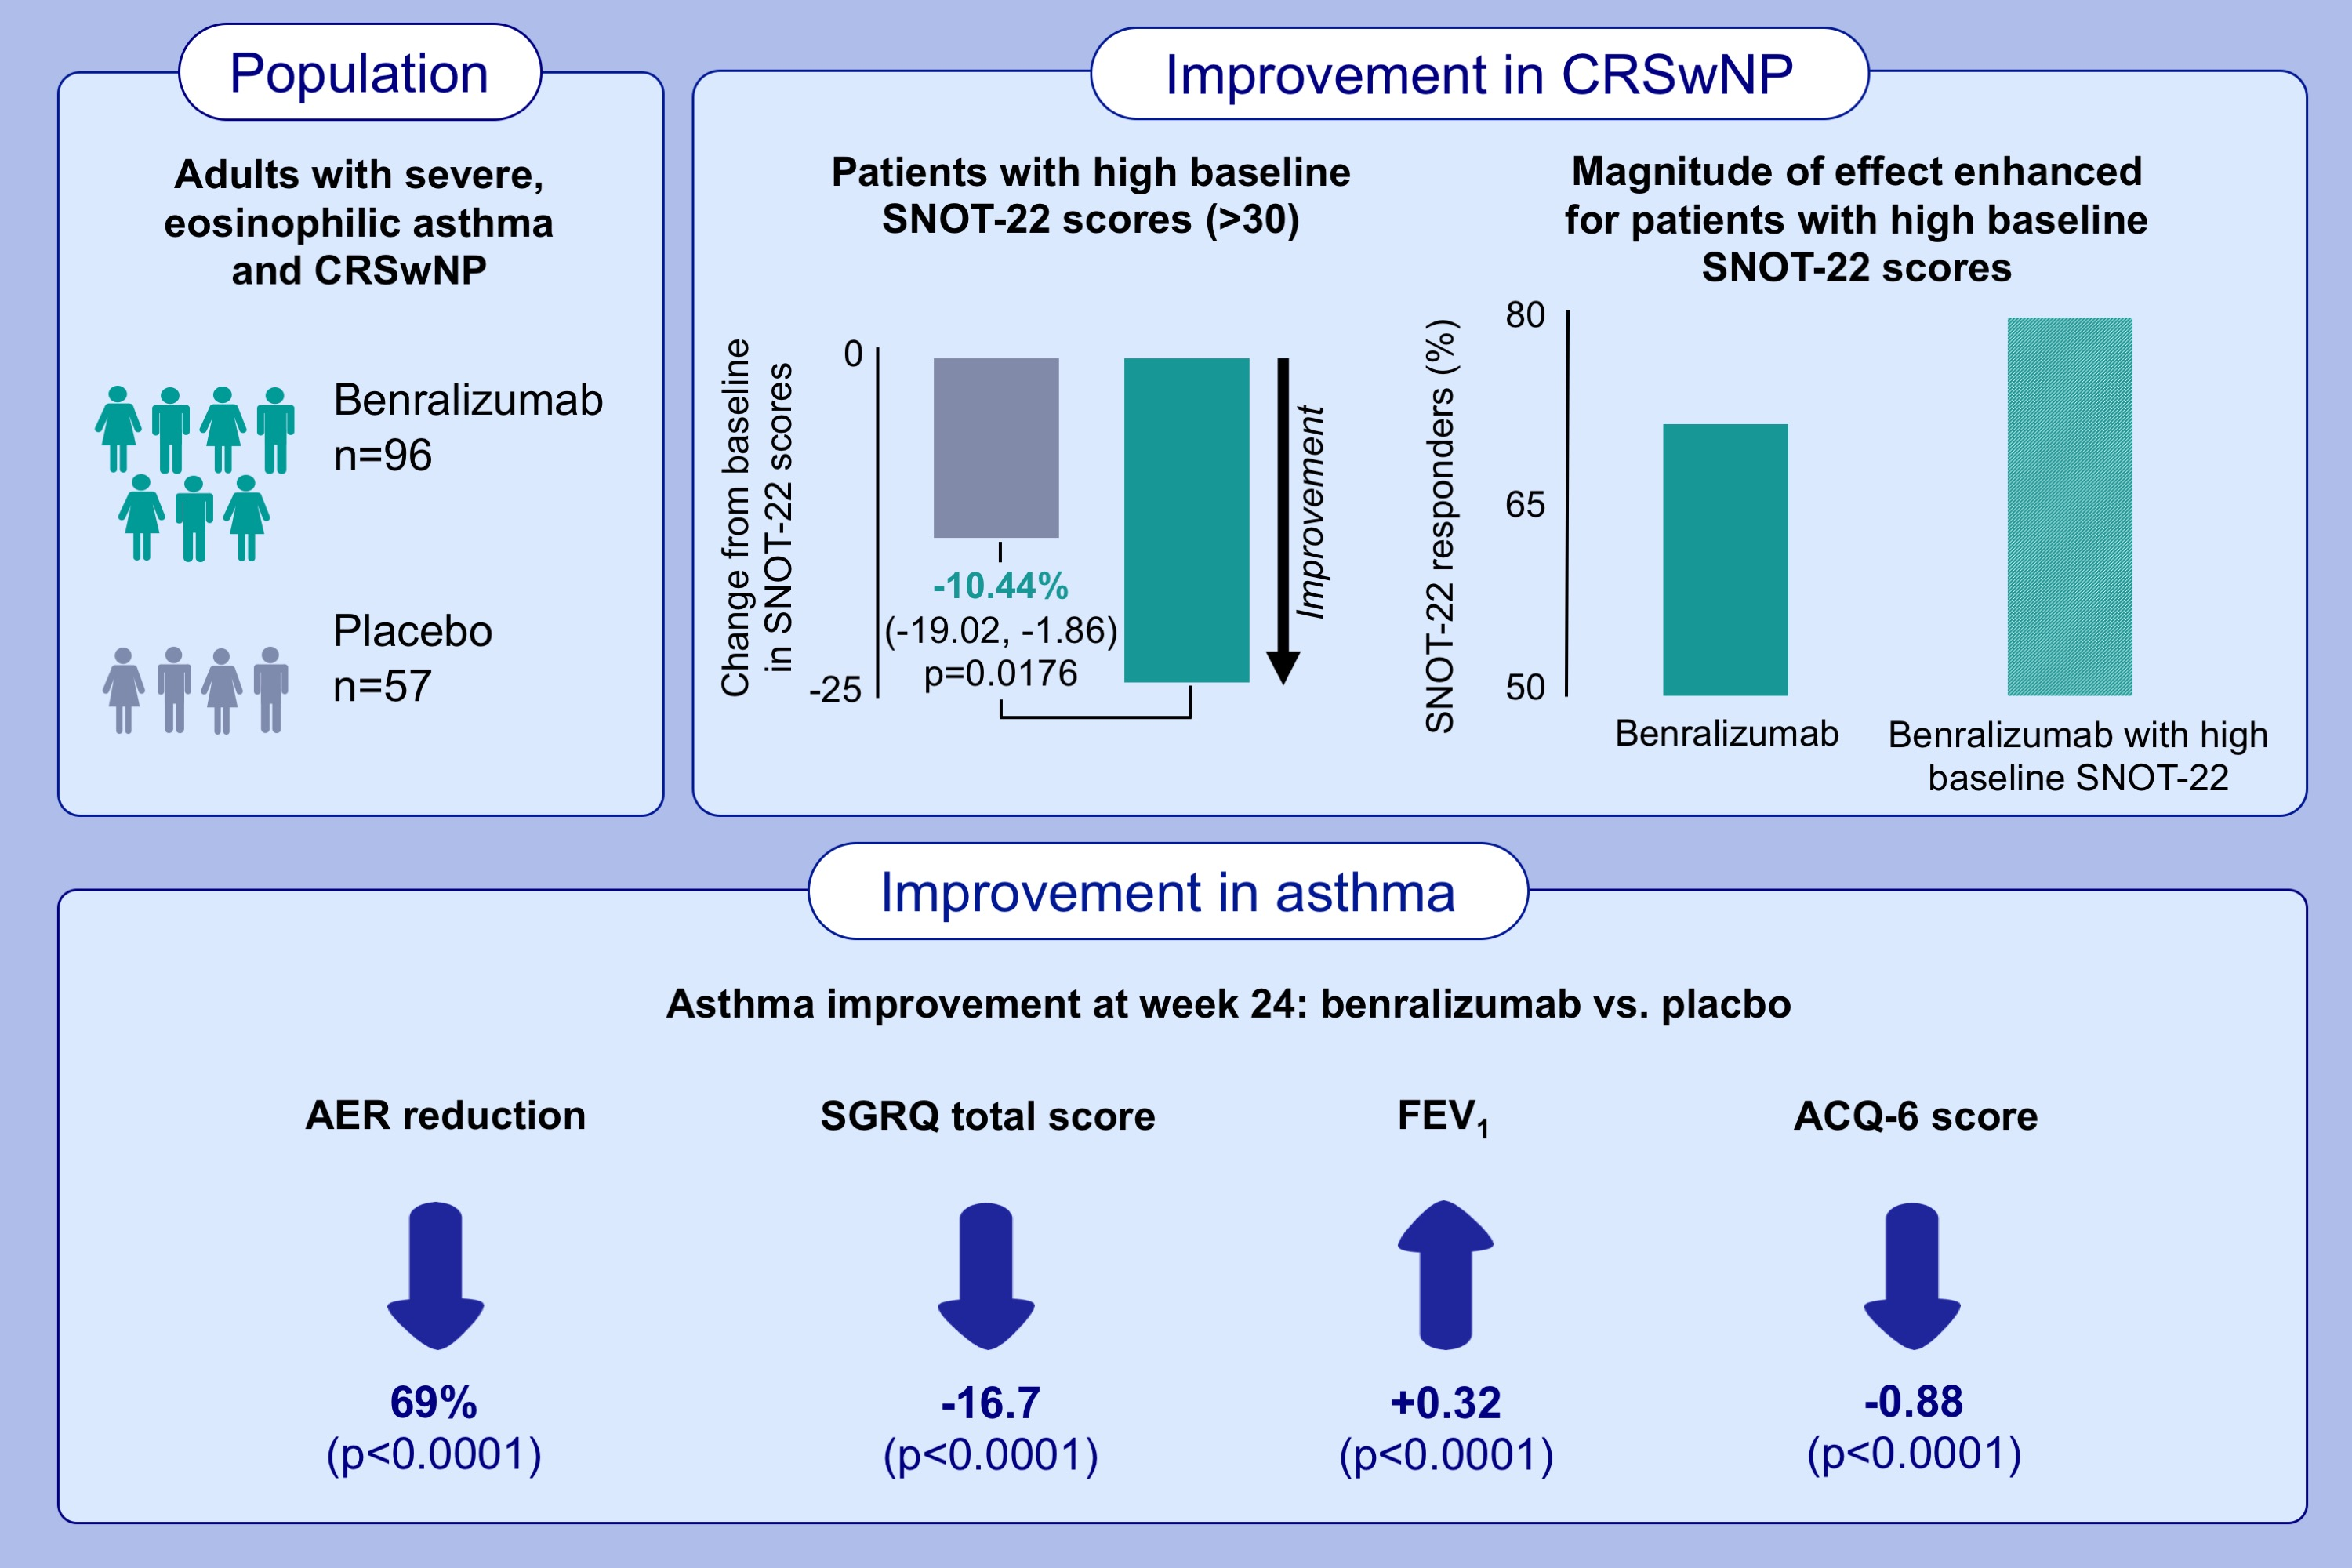 Population
Adults with severe,
eosinophilic asthma
and CRSwNP
Benralizumab
n=96
Placebo
n=57
Improvement in CRSwNP
Patients with high baseline
SNOT-22 scores (>30)
Change from baseline
in SNOT-22 scores
0
-25
-10.44%
(-19.02, -1.86)
p=0.0176
Improvement
Magnitude of effect enhanced
for patients with high baseline
SNOT-22 scores
SNOT-22 responders (%)
80
65
50
Benralizumab
Benralizumab with high
baseline SNOT-22
Improvement in asthma
Asthma improvement at week 24: benralizumab vs. placbo
AER reduction
69%
(p<0.0001)
SGRQ total score
-16.7
(p<0.0001)
FEV1
+0.32
(p<0.0001)
ACQ-6 score
-0.88
(p<0.0001)